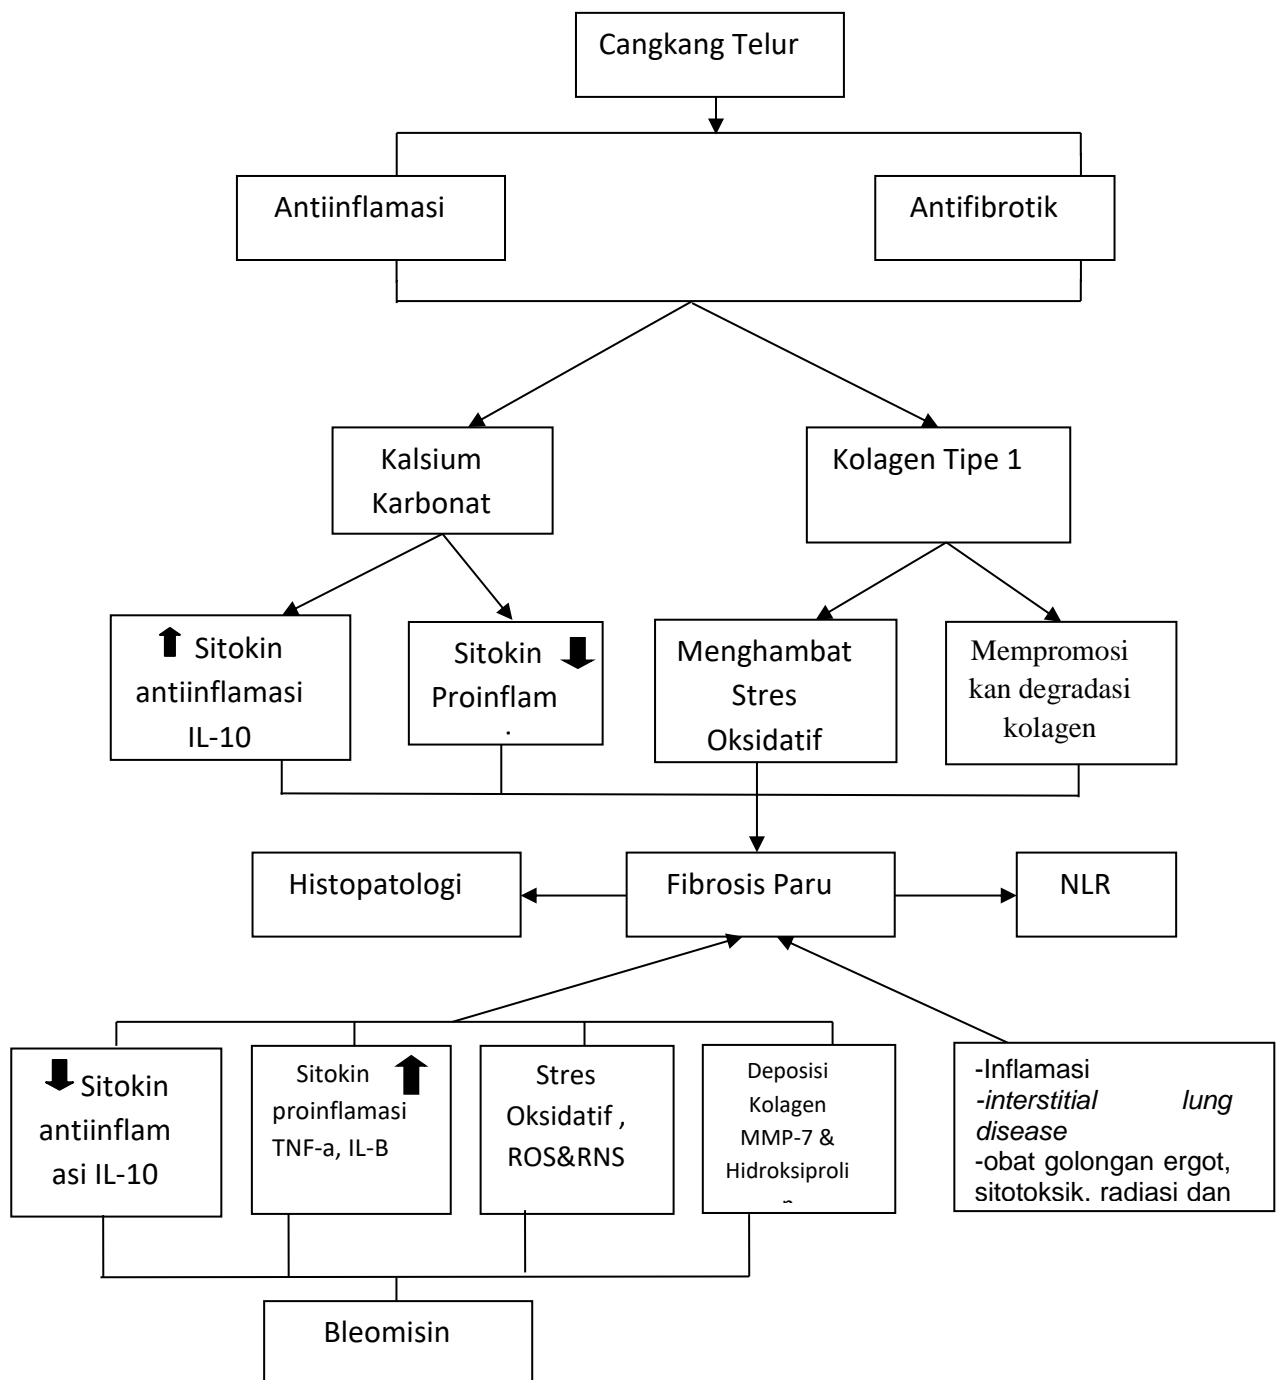 Cangkang Telur
Antiinflamasi
Antifibrotik
Kalsium
Karbonat
Kolagen Tipe 1
Sitokin
antiinflamasi
IL-10
Sitokin
Proinflam
.
Menghambat
Stres
Oksidatif
Mempromosi
kan degradasi
kolagen
Histopatologi
Fibrosis Paru
NLR
Sitokin
antiinflam
asi IL-10
Sitokin
proinflamasi
TNF-a, IL-B
Stres
Oksidatif ,
ROS&RNS
Deposisi
Kolagen
MMP-7 &
Hidroksiproli
-Inflamasi
-interstitial lung
disease
-obat golongan ergot,
sitotoksik. radiasi dan
Bleomisin